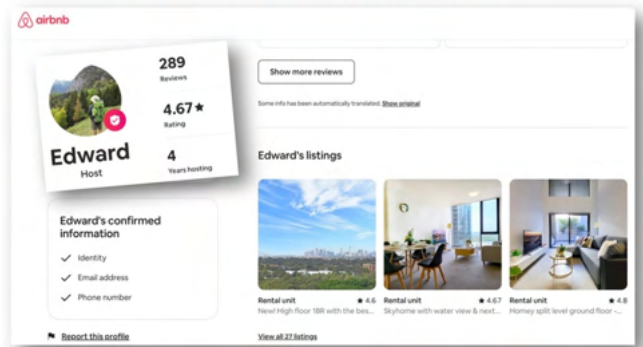 airbnb
289
Reviews
4.67★
Rating
4
Years hosting
Edward
Host
Edward's confirmed
information
✓ Identity
✓ Email address
✓ Phone number
Report this profile
Show more reviews
Some info has been automatically translated. Show original
Edward's listings
Rental unit ★ 4.6
New! High floor 1BR with the bes...
Rental unit ★ 4.67
Skyhome with water view & next...
Rental unit ★ 4.8
Homey split level ground floor -...
View all 27 listings